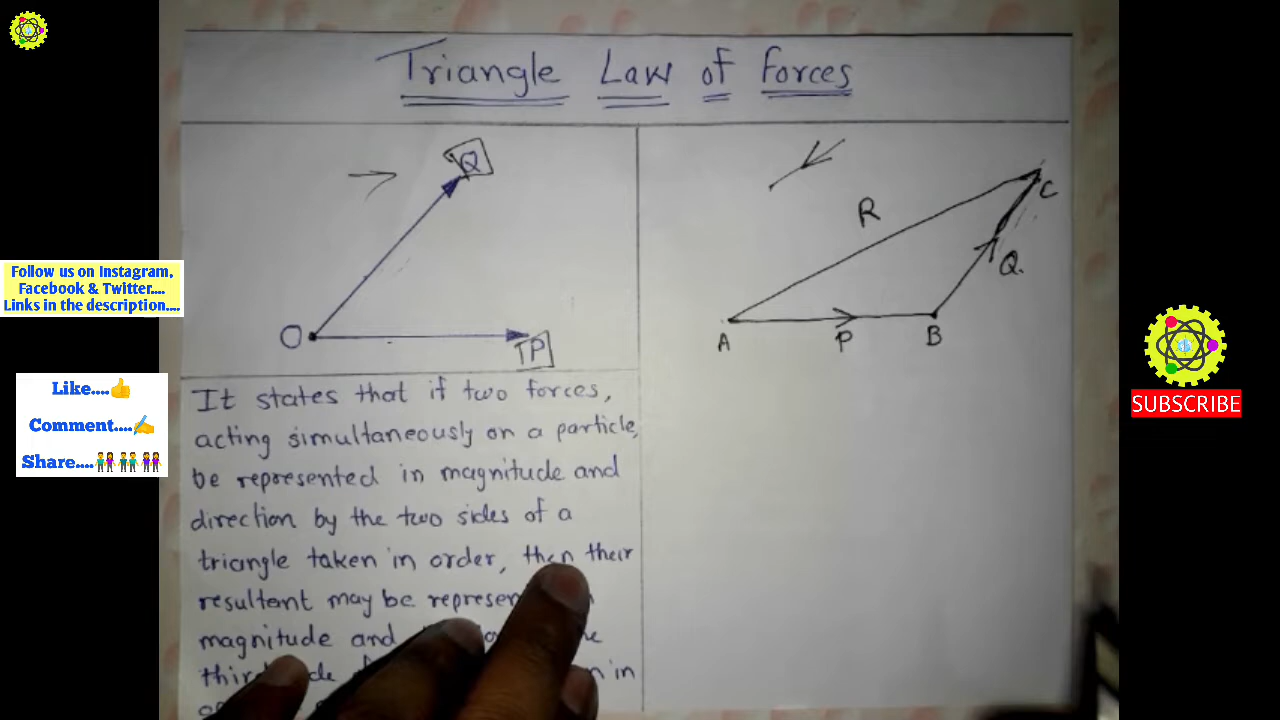 Triangle Law of forces
Q
O
P
R
C
Q.
A
P
B
It states that if two forces,
acting simultaneously on a particle,
be represented in magnitude and
direction by the two sides of a
triangle taken in order, then their
resultant may be
magnitude and
in
Follow us on Instagram,
Facebook & Twitter....
Links in the description....
Like....👍
Comment....✍
Share....
SUBSCRIBE